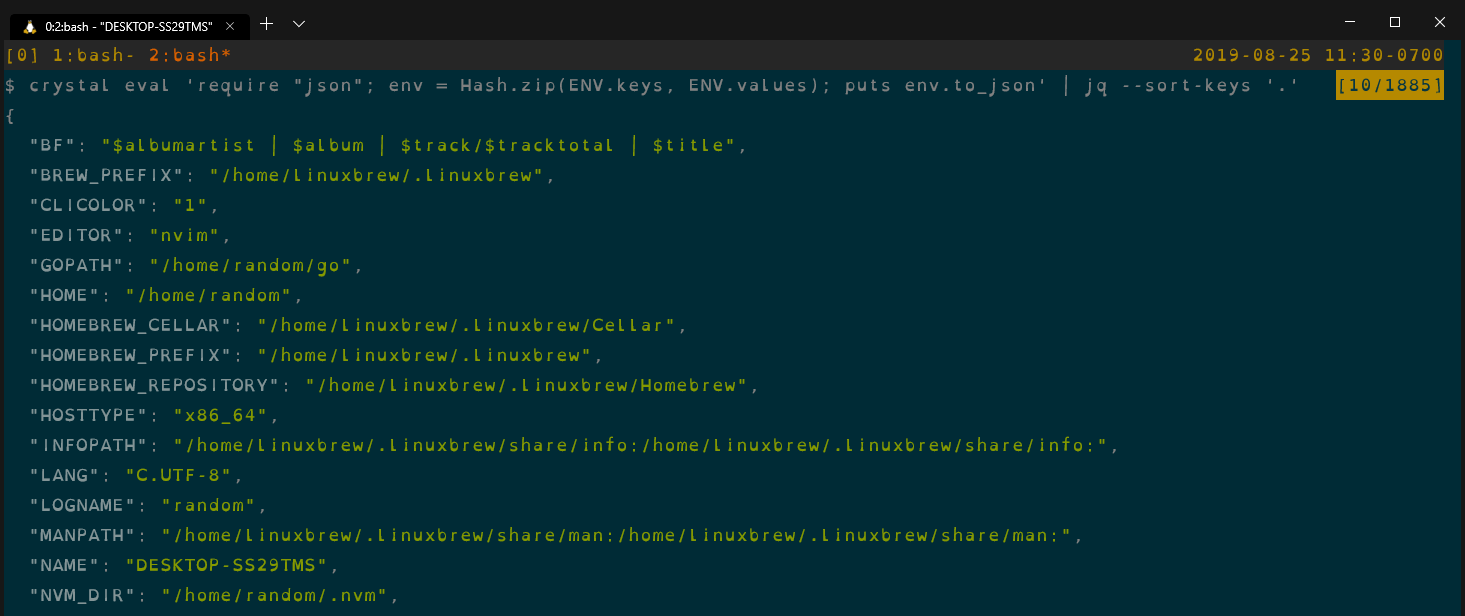 0:2:bash - "DESKTOP-SS29TMS"
[0] 1:bash- 2:bash* 2019-08-25 11:30-0700
$ crystal eval 'require "json"; env = Hash.zip(ENV.keys, ENV.values); puts env.to_json' | jq --sort-keys '.' [10/1885]
{
"BF": "$albumartist | $album | $track/$tracktotal | $title",
"BREW_PREFIX": "/home/linuxbrew/.linuxbrew",
"CLICOLOR": "1",
"EDITOR": "nvim",
"GOPATH": "/home/random/go",
"HOME": "/home/random",
"HOMEBREW_CELLAR": "/home/linuxbrew/.linuxbrew/Cellar",
"HOMEBREW_PREFIX": "/home/linuxbrew/.linuxbrew",
"HOMEBREW_REPOSITORY": "/home/linuxbrew/.linuxbrew/Homebrew",
"HOSTTYPE": "x86_64",
"INFOPATH": "/home/linuxbrew/.linuxbrew/share/info:/home/linuxbrew/.linuxbrew/share/info:",
"LANG": "C.UTF-8",
"LOGNAME": "random",
"MANPATH": "/home/linuxbrew/.linuxbrew/share/man:/home/linuxbrew/.linuxbrew/share/man:",
"NAME": "DESKTOP-SS29TMS",
"NVM_DIR": "/home/random/.nvm",